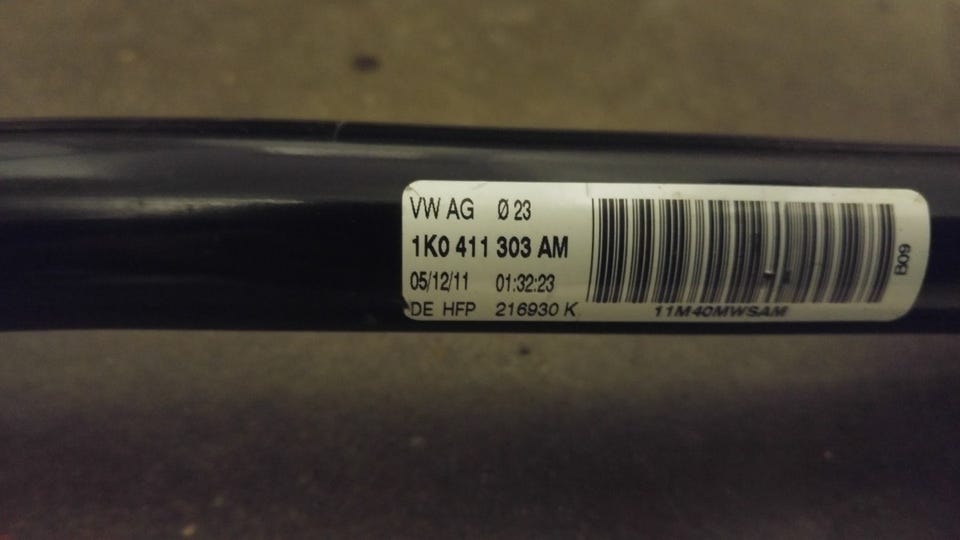 VW AG Ø 23
1K0 411 303 AM
05/12/11 01:32:23
DE HFP 216930 K
11M40MWSAM
B09